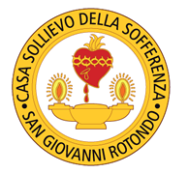 CASA SOLLIEVO DELLA SOFFERENZA
SAN GIOVANNI ROTONDO